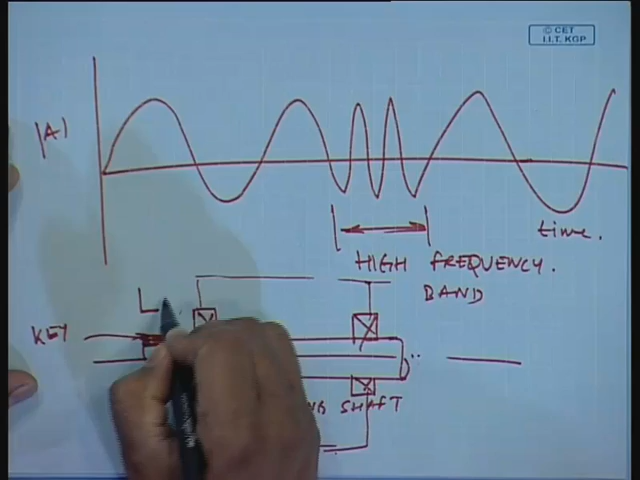 © CET
I.I.T. KGP
|A|
time.
HIGH FREQUENCY.
BAND
KEY
L
SHAFT